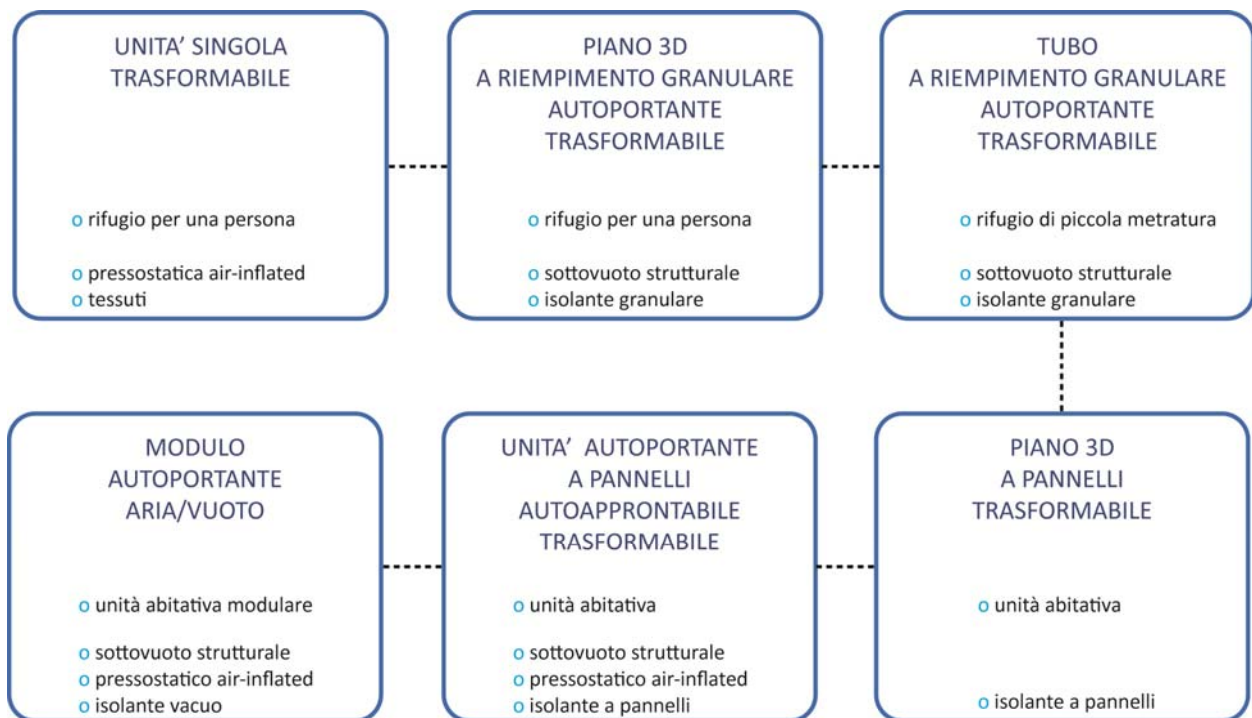 UNITA’ SINGOLA
TRASFORMABILE
o rifugio per una persona
o pressostatica air-inflated
o tessuti
PIANO 3D
A RIEMPIMENTO GRANULARE
AUTOPORTANTE
TRASFORMABILE
o rifugio per una persona
o sottovuoto strutturale
o isolante granulare
TUBO
A RIEMPIMENTO GRANULARE
AUTOPORTANTE
TRASFORMABILE
o rifugio di piccola metratura
o sottovuoto strutturale
o isolante granulare
MODULO
AUTOPORTANTE
ARIA/VUOTO
o unità abitativa modulare
o sottovuoto strutturale
o pressostatico air-inflated
o isolante vacuo
UNITA’ AUTOPORTANTE
A PANNELLI
AUTOAPPRONTABILE
TRASFORMABILE
o unità abitativa
o sottovuoto strutturale
o pressostatico air-inflated
o isolante a pannelli
PIANO 3D
A PANNELLI
TRASFORMABILE
o unità abitativa
o isolante a pannelli